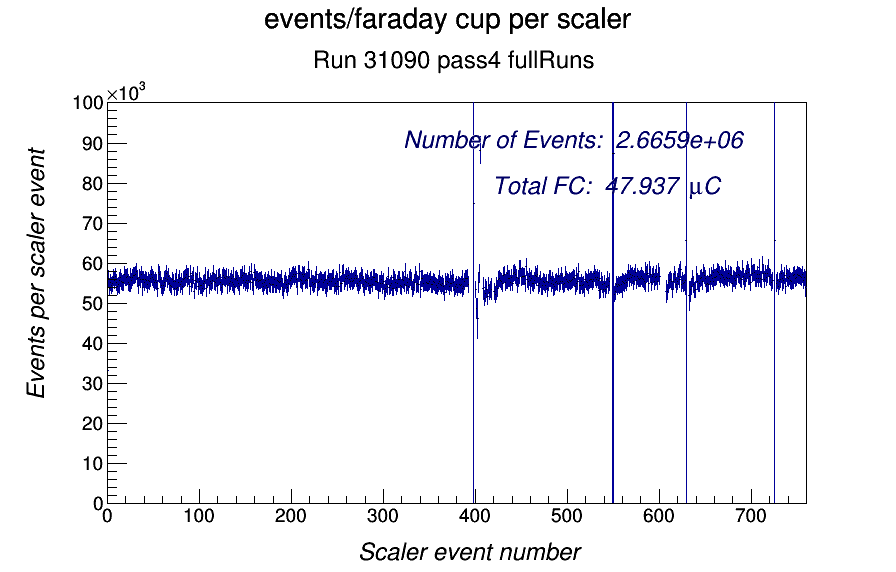 events/faraday cup per scaler
Run 31090 pass4 fullRuns
×10³
100
90
80
70
60
50
40
30
20
10
0
Events per scaler event
Number of Events: 2.6659e+06
Total FC: 47.937 μC
0 100 200 300 400 500 600 700
Scaler event number